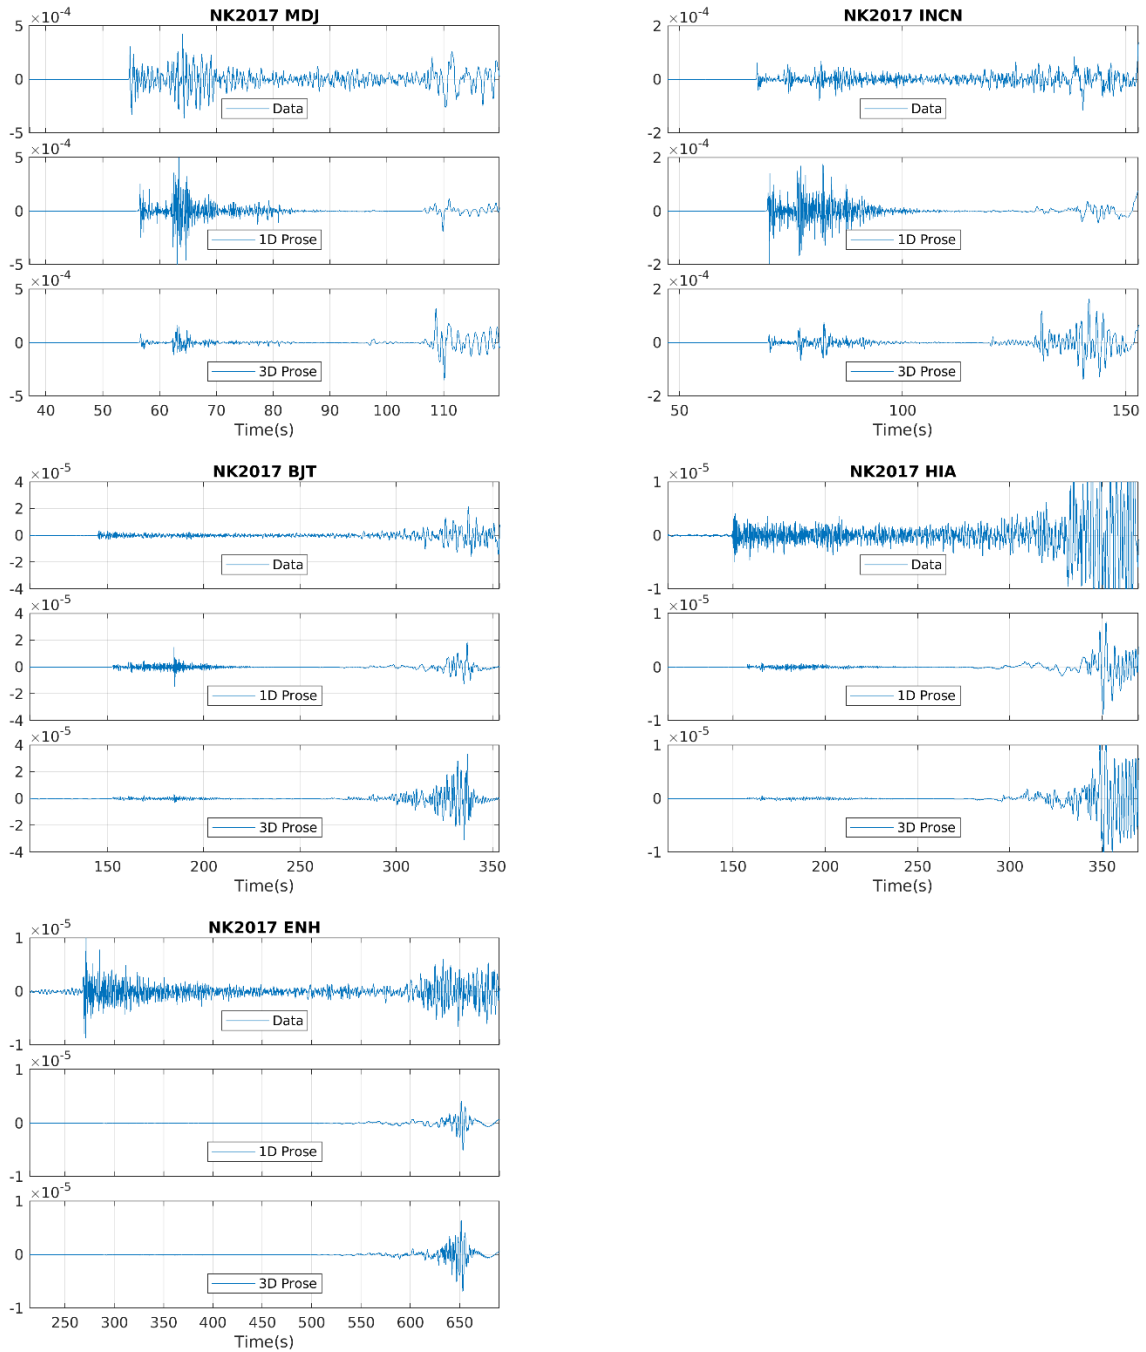 NK2017 MDJ
×10-4
5
0
-5
Data
×10-4
5
0
-5
1D Prose
×10-4
5
0
-5
3D Prose
40 50 60 70 80 90 100 110
Time(s)
NK2017 INCN
×10-4
2
0
-2
Data
×10-4
2
0
-2
1D Prose
×10-4
2
0
-2
3D Prose
50 100 150
Time(s)
NK2017 BJT
×10-5
4
2
0
-2
-4
Data
×10-5
4
2
0
-2
-4
1D Prose
×10-5
4
2
0
-2
-4
3D Prose
150 200 250 300 350
Time(s)
NK2017 HIA
×10-5
1
0
-1
Data
×10-5
1
0
-1
1D Prose
×10-5
1
0
-1
3D Prose
150 200 250 300 350
Time(s)
NK2017 ENH
×10-5
1
0
-1
Data
×10-5
1
0
-1
1D Prose
×10-5
1
0
-1
3D Prose
250 300 350 400 450 500 550 600 650
Time(s)